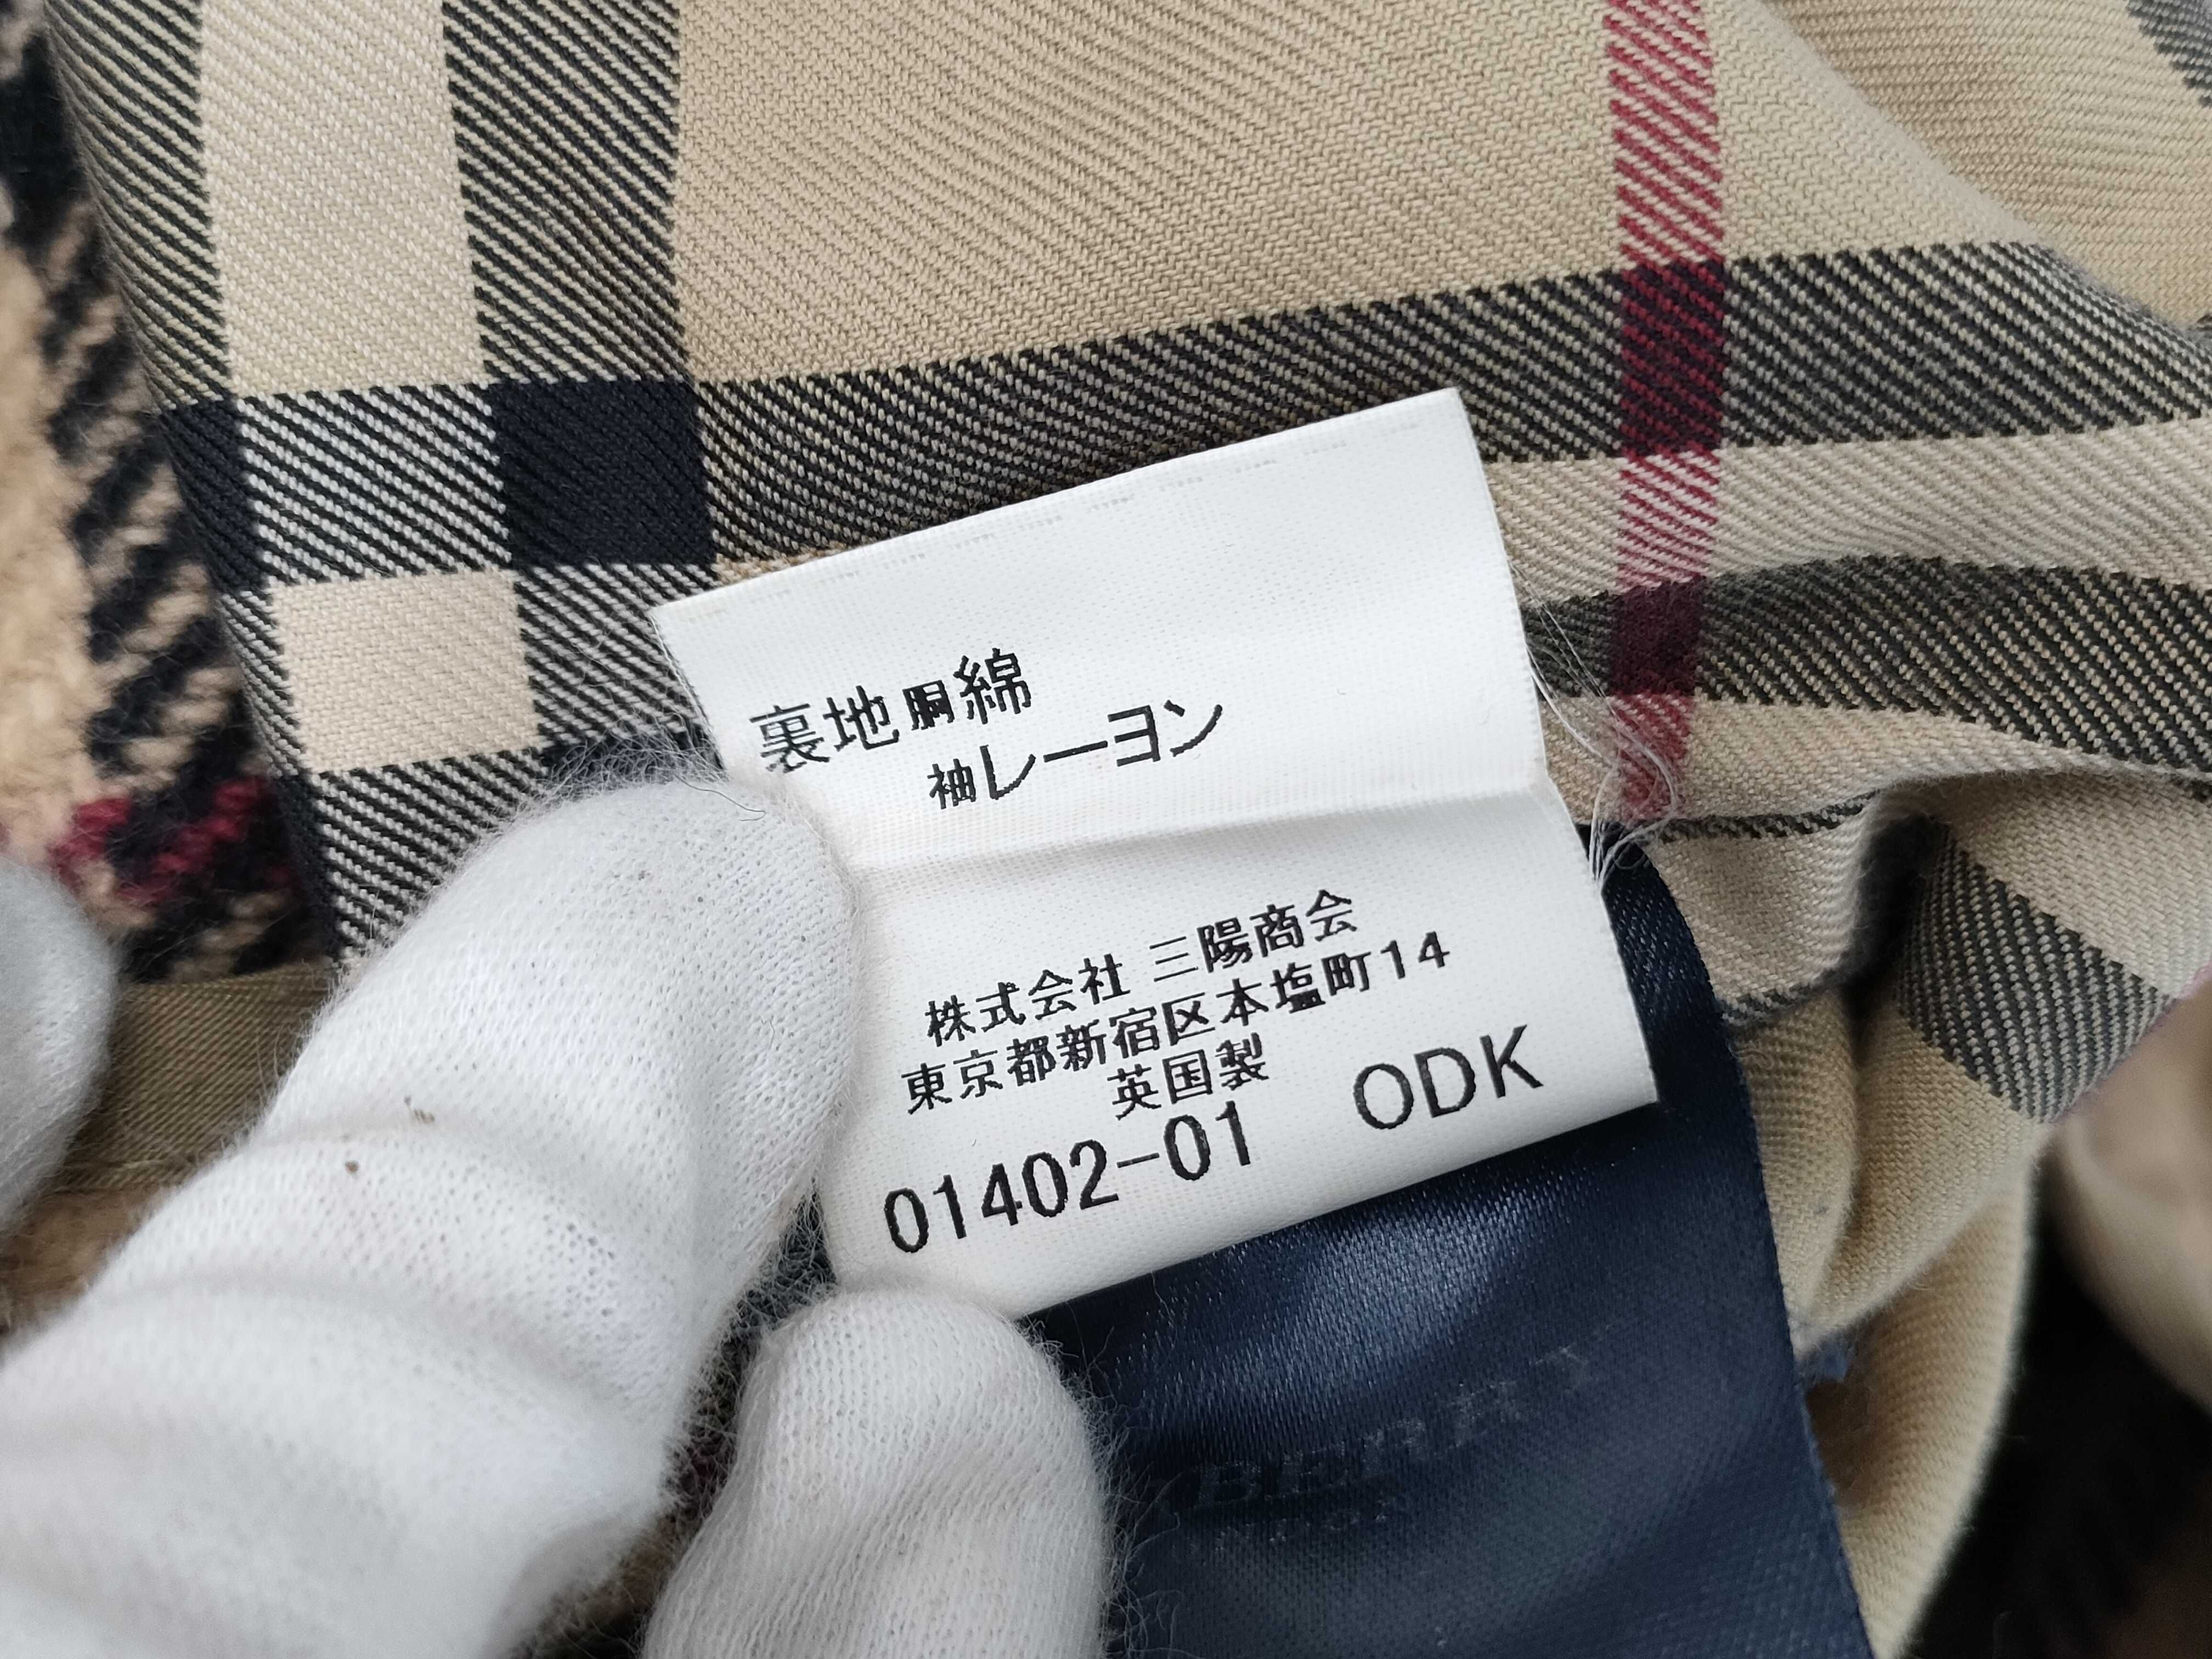 裏地胴綿
袖レーヨン
株式会社 三陽商会
東京都新宿区本塩町14
英国製
01402-01 ODK